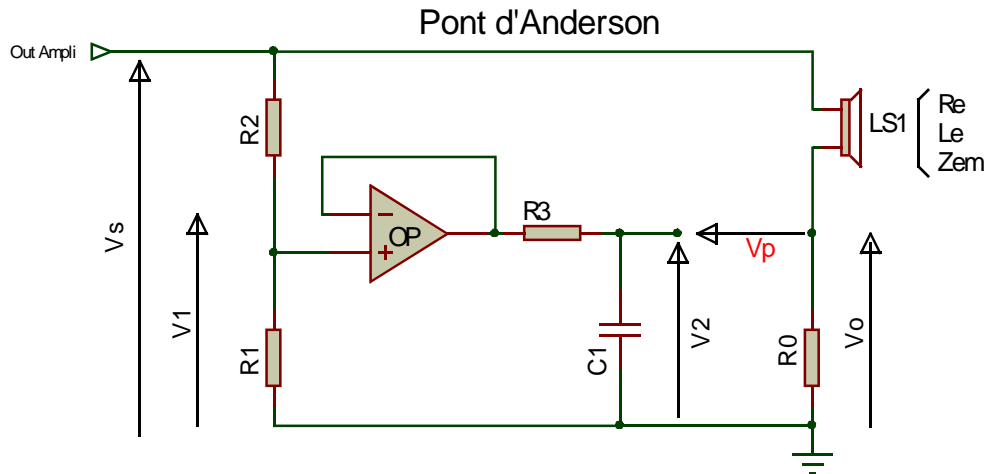 Pont d'Anderson
Out Ampli
R2
LS1
Re
Le
Zem
Vs
V1
OP
R3
Vp
R1
C1
V2
R0
Vo